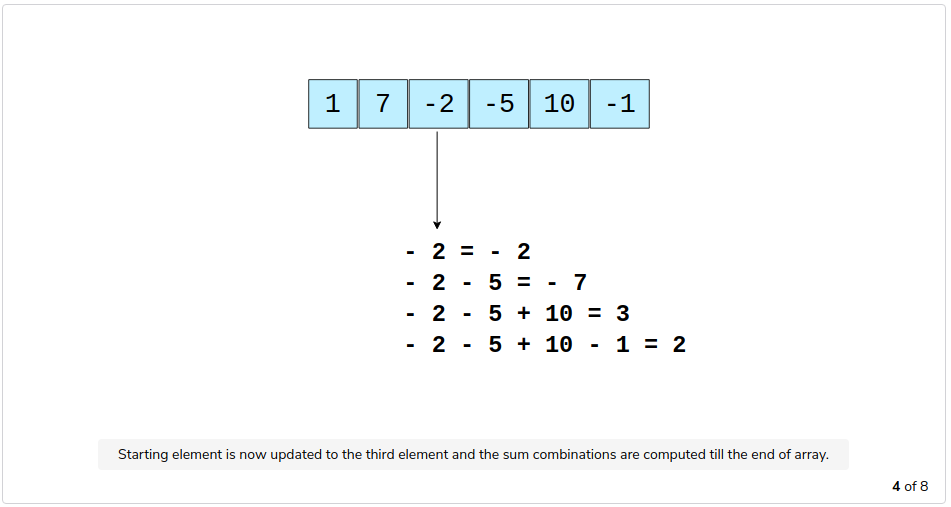 1 7 -2 -5 10 -1
- 2 = - 2
- 2 - 5 = - 7
- 2 - 5 + 10 = 3
- 2 - 5 + 10 - 1 = 2
Starting element is now updated to the third element and the sum combinations are computed till the end of array.
4 of 8